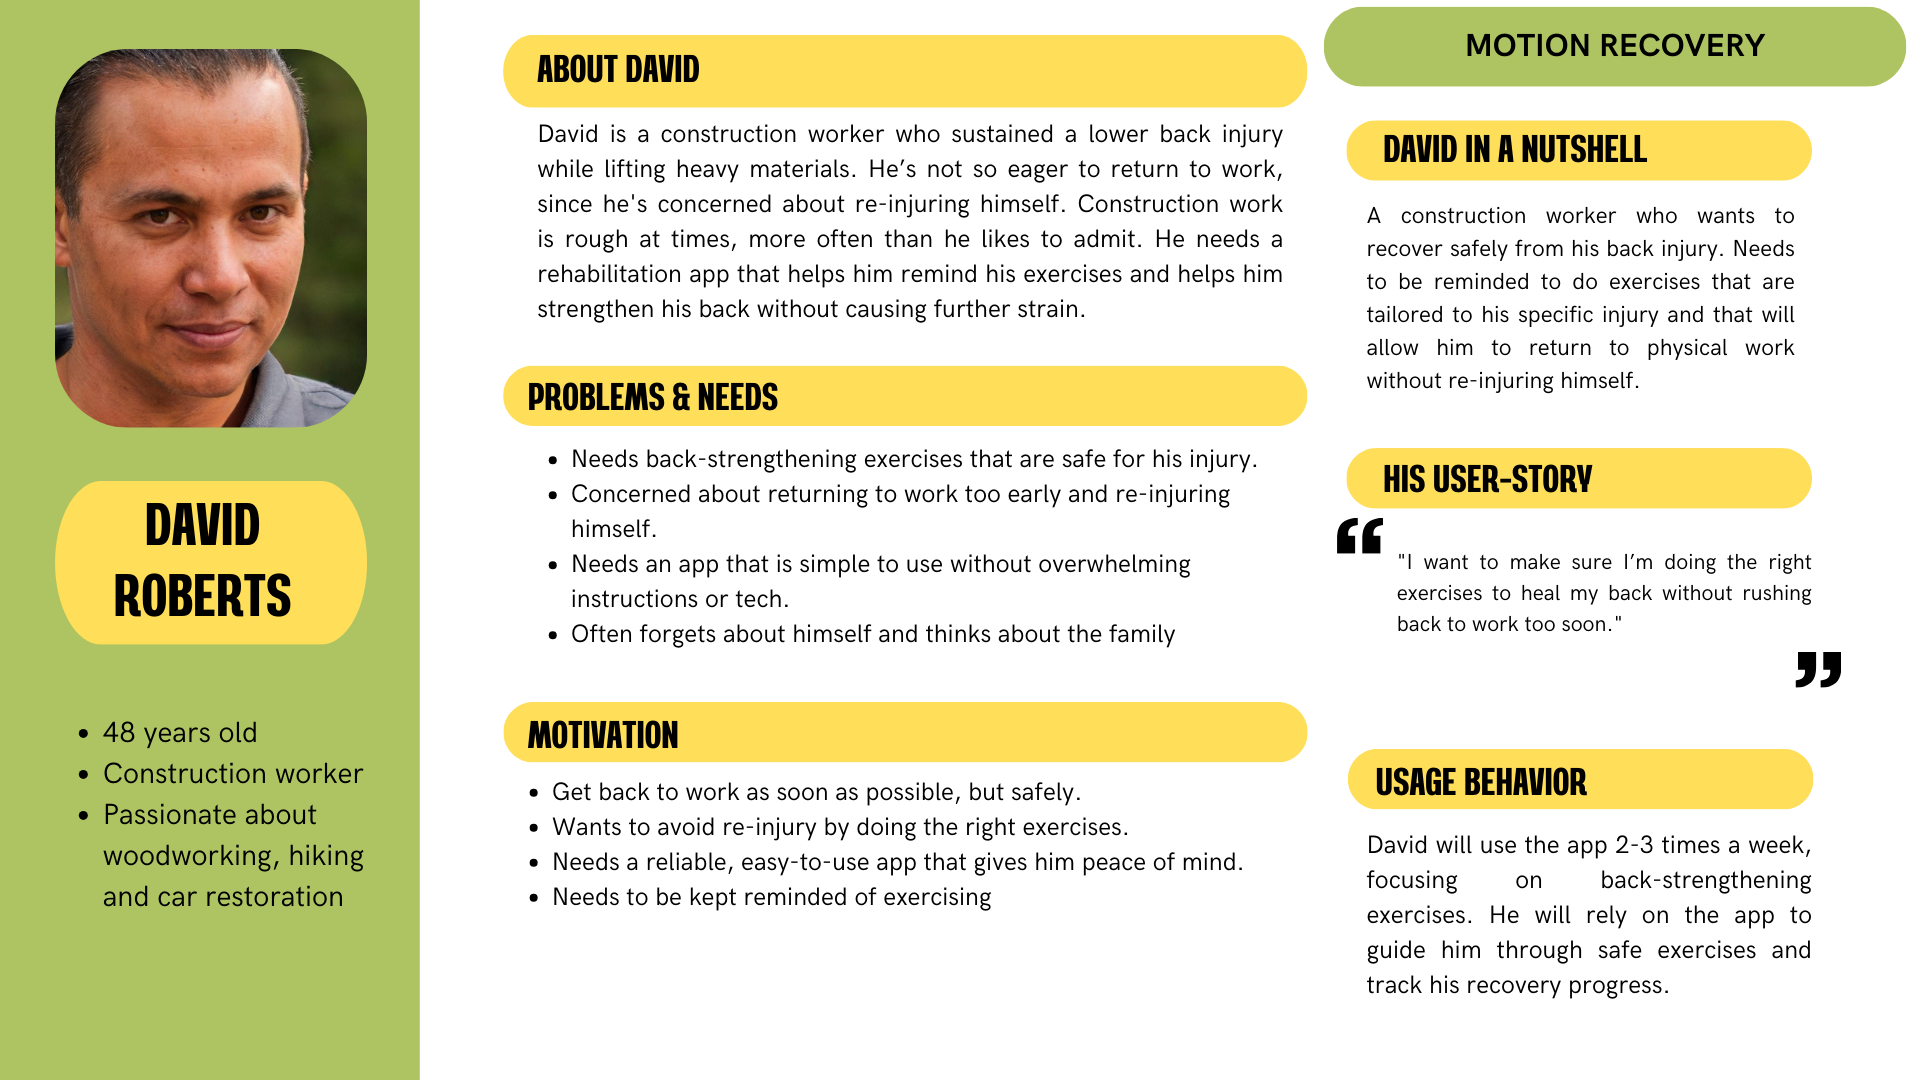 DAVID
ROBERTS
• 48 years old
• Construction worker
• Passionate about
woodworking, hiking
and car restoration
ABOUT DAVID
David is a construction worker who sustained a lower back injury
while lifting heavy materials. He’s not so eager to return to work,
since he's concerned about re-injuring himself. Construction work
is rough at times, more often than he likes to admit. He needs a
rehabilitation app that helps him remind his exercises and helps him
strengthen his back without causing further strain.
PROBLEMS & NEEDS
• Needs back-strengthening exercises that are safe for his injury.
• Concerned about returning to work too early and re-injuring
himself.
• Needs an app that is simple to use without overwhelming
instructions or tech.
• Often forgets about himself and thinks about the family
MOTIVATION
• Get back to work as soon as possible, but safely.
• Wants to avoid re-injury by doing the right exercises.
• Needs a reliable, easy-to-use app that gives him peace of mind.
• Needs to be kept reminded of exercising
MOTION RECOVERY
DAVID IN A NUTSHELL
A construction worker who wants to
recover safely from his back injury. Needs
to be reminded to do exercises that are
tailored to his specific injury and that will
allow him to return to physical work
without re-injuring himself.
HIS USER-STORY
“
"I want to make sure I’m doing the right
exercises to heal my back without rushing
back to work too soon."
”
USAGE BEHAVIOR
David will use the app 2-3 times a week,
focusing on back-strengthening
exercises. He will rely on the app to
guide him through safe exercises and
track his recovery progress.